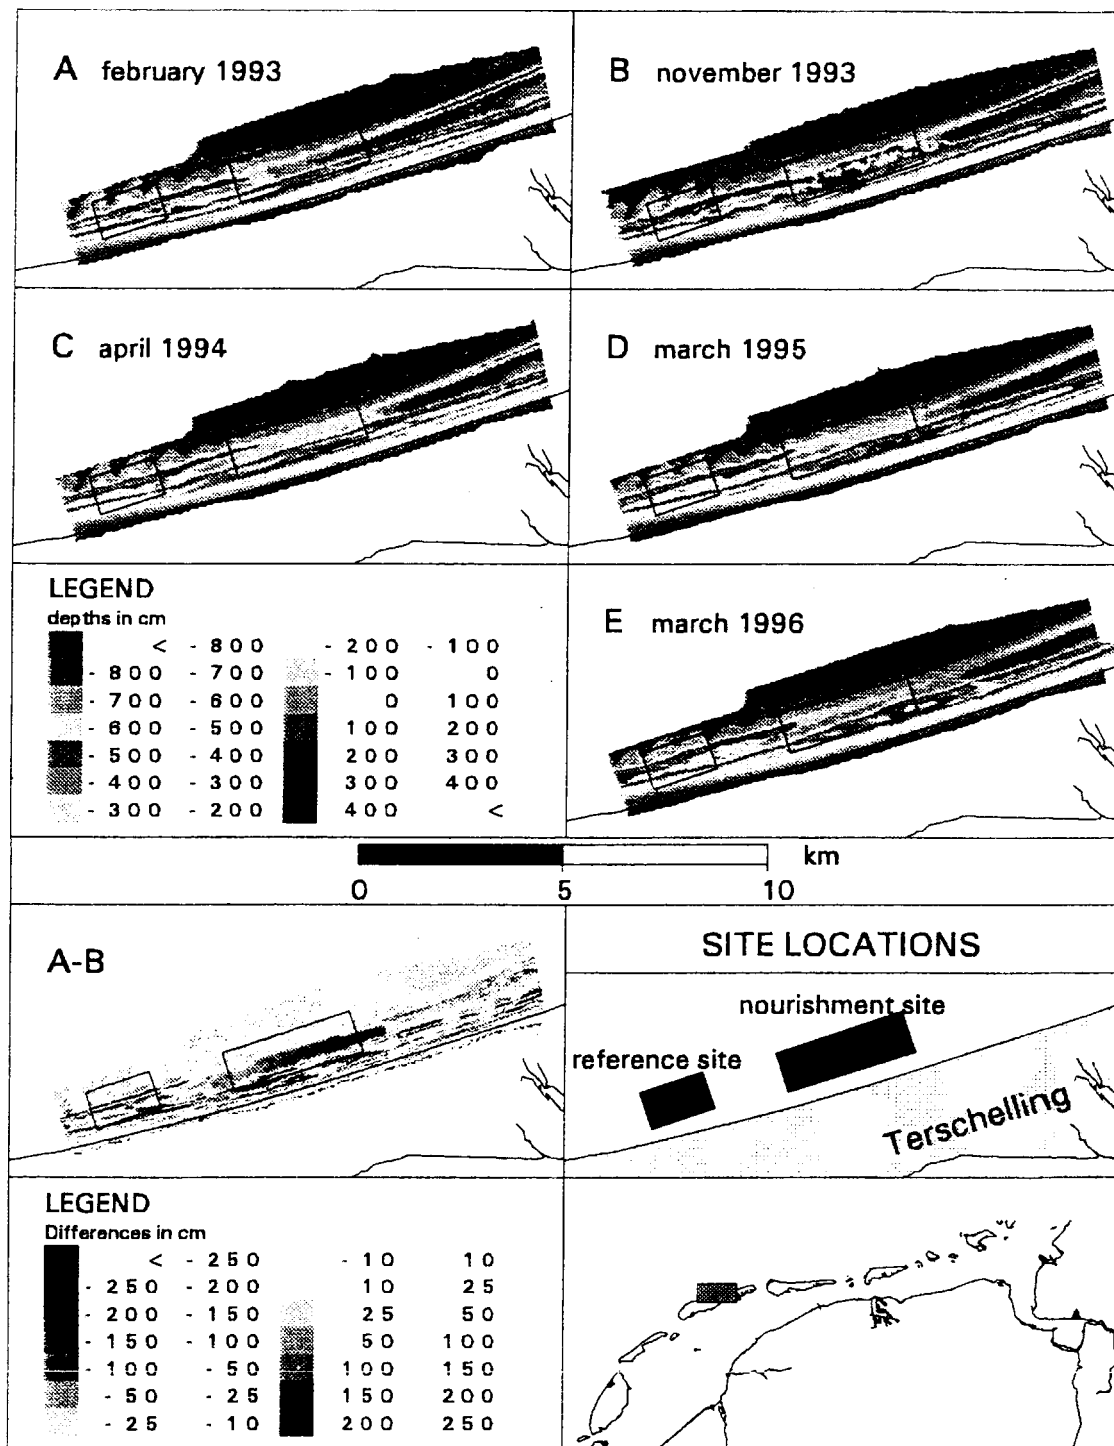 A february 1993
B november 1993
C april 1994
D march 1995
LEGEND
depths in cm
< - 800
- 800 - 700
- 700 - 600
- 600 - 500
- 500 - 400
- 400 - 300
- 300 - 200
- 200 - 100
- 100 0
0 100
100 200
200 300
300 400
400 <
E march 1996
km
0 5 10
A-B
SITE LOCATIONS
nourishment site
reference site
Terschelling
LEGEND
Differences in cm
< - 250
- 250 - 200
- 200 - 150
- 150 - 100
- 100 - 50
- 50 - 25
- 25 - 10
- 10 10
10 25
25 50
50 100
100 150
150 200
200 250